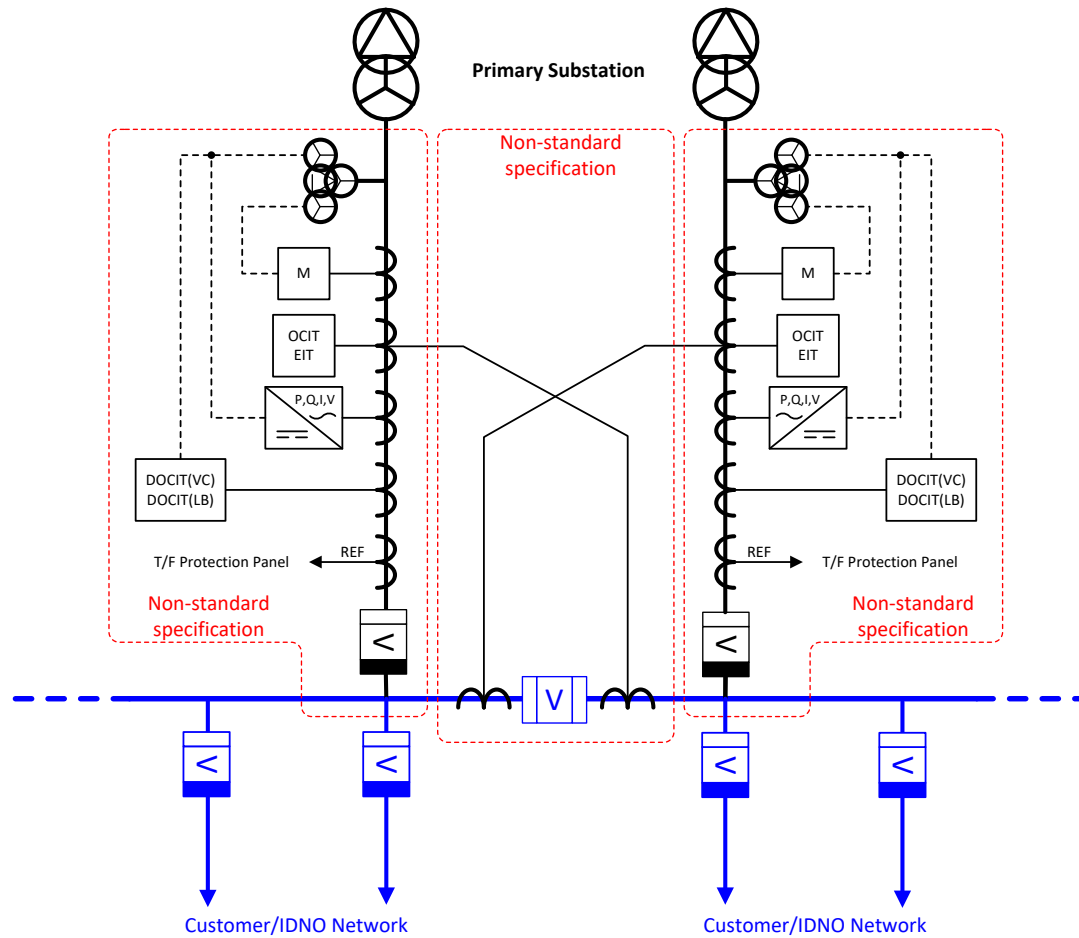 Primary Substation
Non-standard
specification
M
M
OCIT
EIT
OCIT
EIT
P,Q,I,V
P,Q,I,V
DOCIT(VC)
DOCIT(LB)
DOCIT(VC)
DOCIT(LB)
REF
T/F Protection Panel
REF
T/F Protection Panel
Non-standard
specification
Non-standard
specification
V
V
V
V
V
V
V
Customer/IDNO Network
Customer/IDNO Network